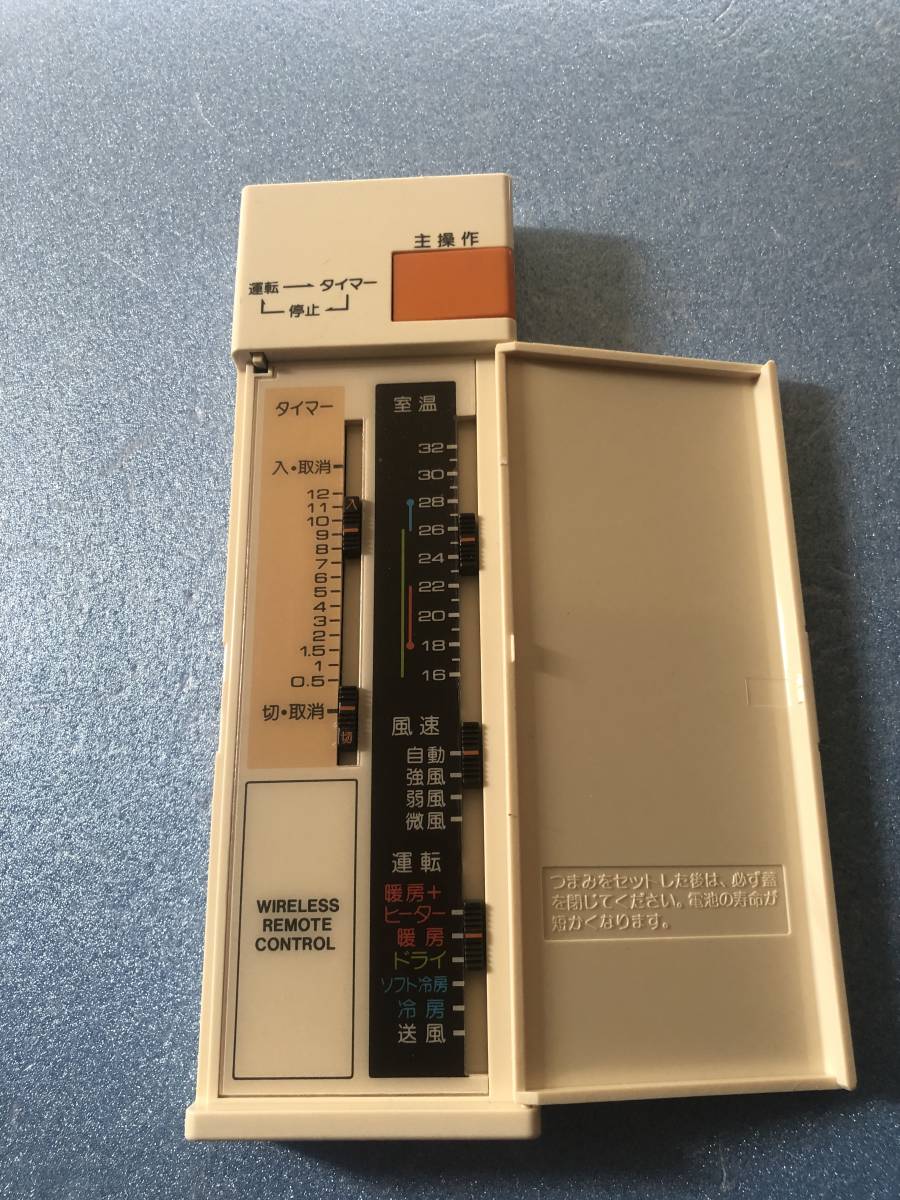 主操作
運転 タイマー
停止
タイマー
入・取消
12
11
10
9
8
7
6
5
4
3
2
1.5
1
0.5
切・取消
入
切
室温
32
30
28
26
24
22
20
18
16
風速
自動
強風
弱風
微風
運転
暖房+
ヒーター
暖房
ドライ
ソフト冷房
冷房
送風
WIRELESS
REMOTE
CONTROL
つまみをセットした後は、必ず蓋
を閉じてください。電池の寿命が
短かくなります。